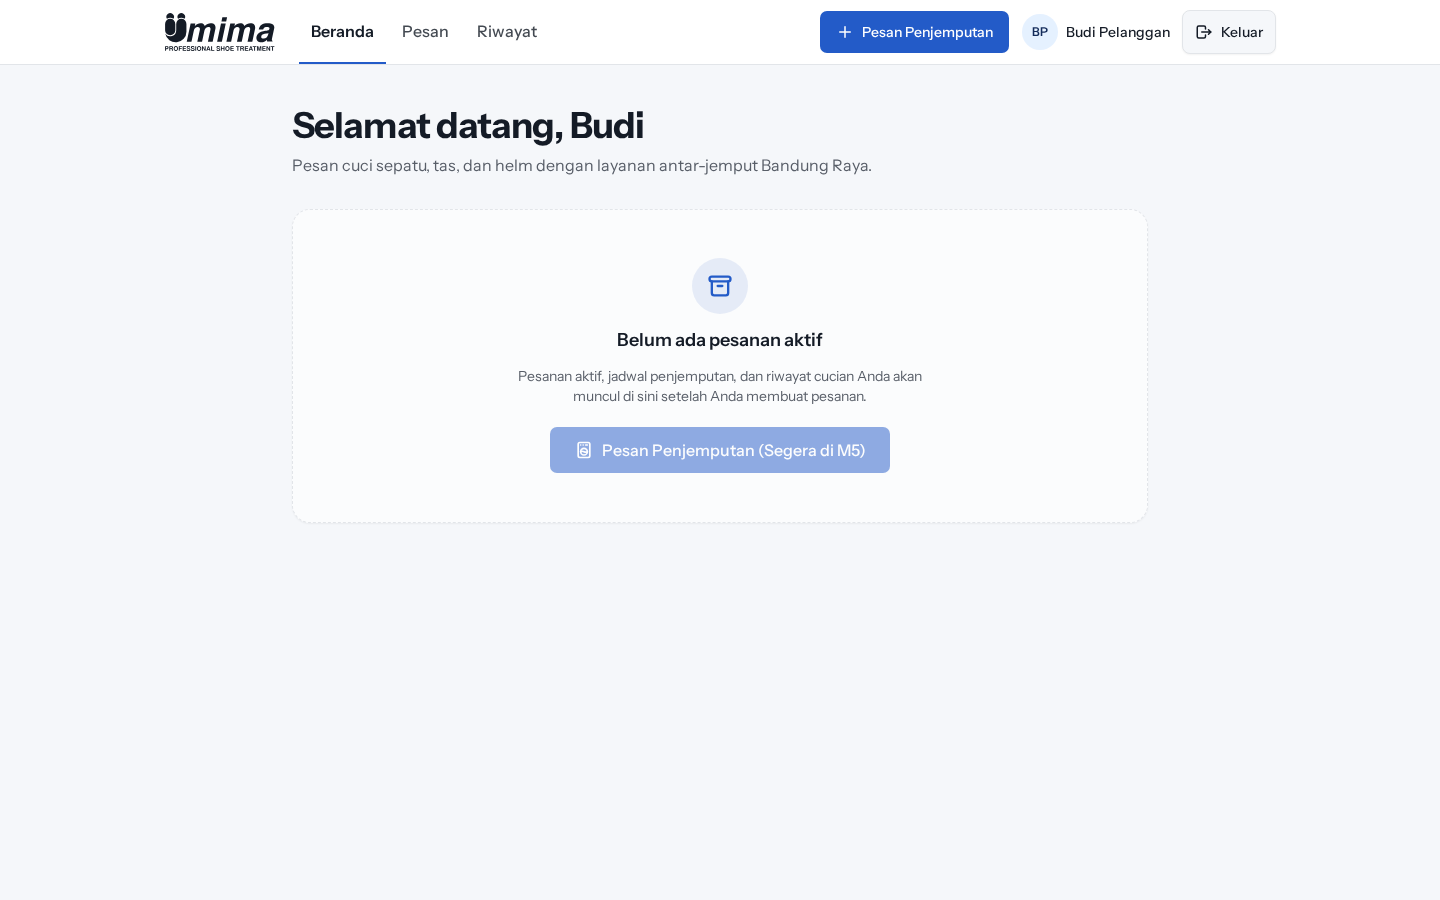 mima
PROFESSIONAL SHOE TREATMENT
Beranda
Pesan
Riwayat
Pesan Penjemputan
BP
Budi Pelanggan
Keluar
Selamat datang, Budi
Pesan cuci sepatu, tas, dan helm dengan layanan antar-jemput Bandung Raya.
Belum ada pesanan aktif
Pesanan aktif, jadwal penjemputan, dan riwayat cucian Anda akan
muncul di sini setelah Anda membuat pesanan.
Pesan Penjemputan (Segera di M5)